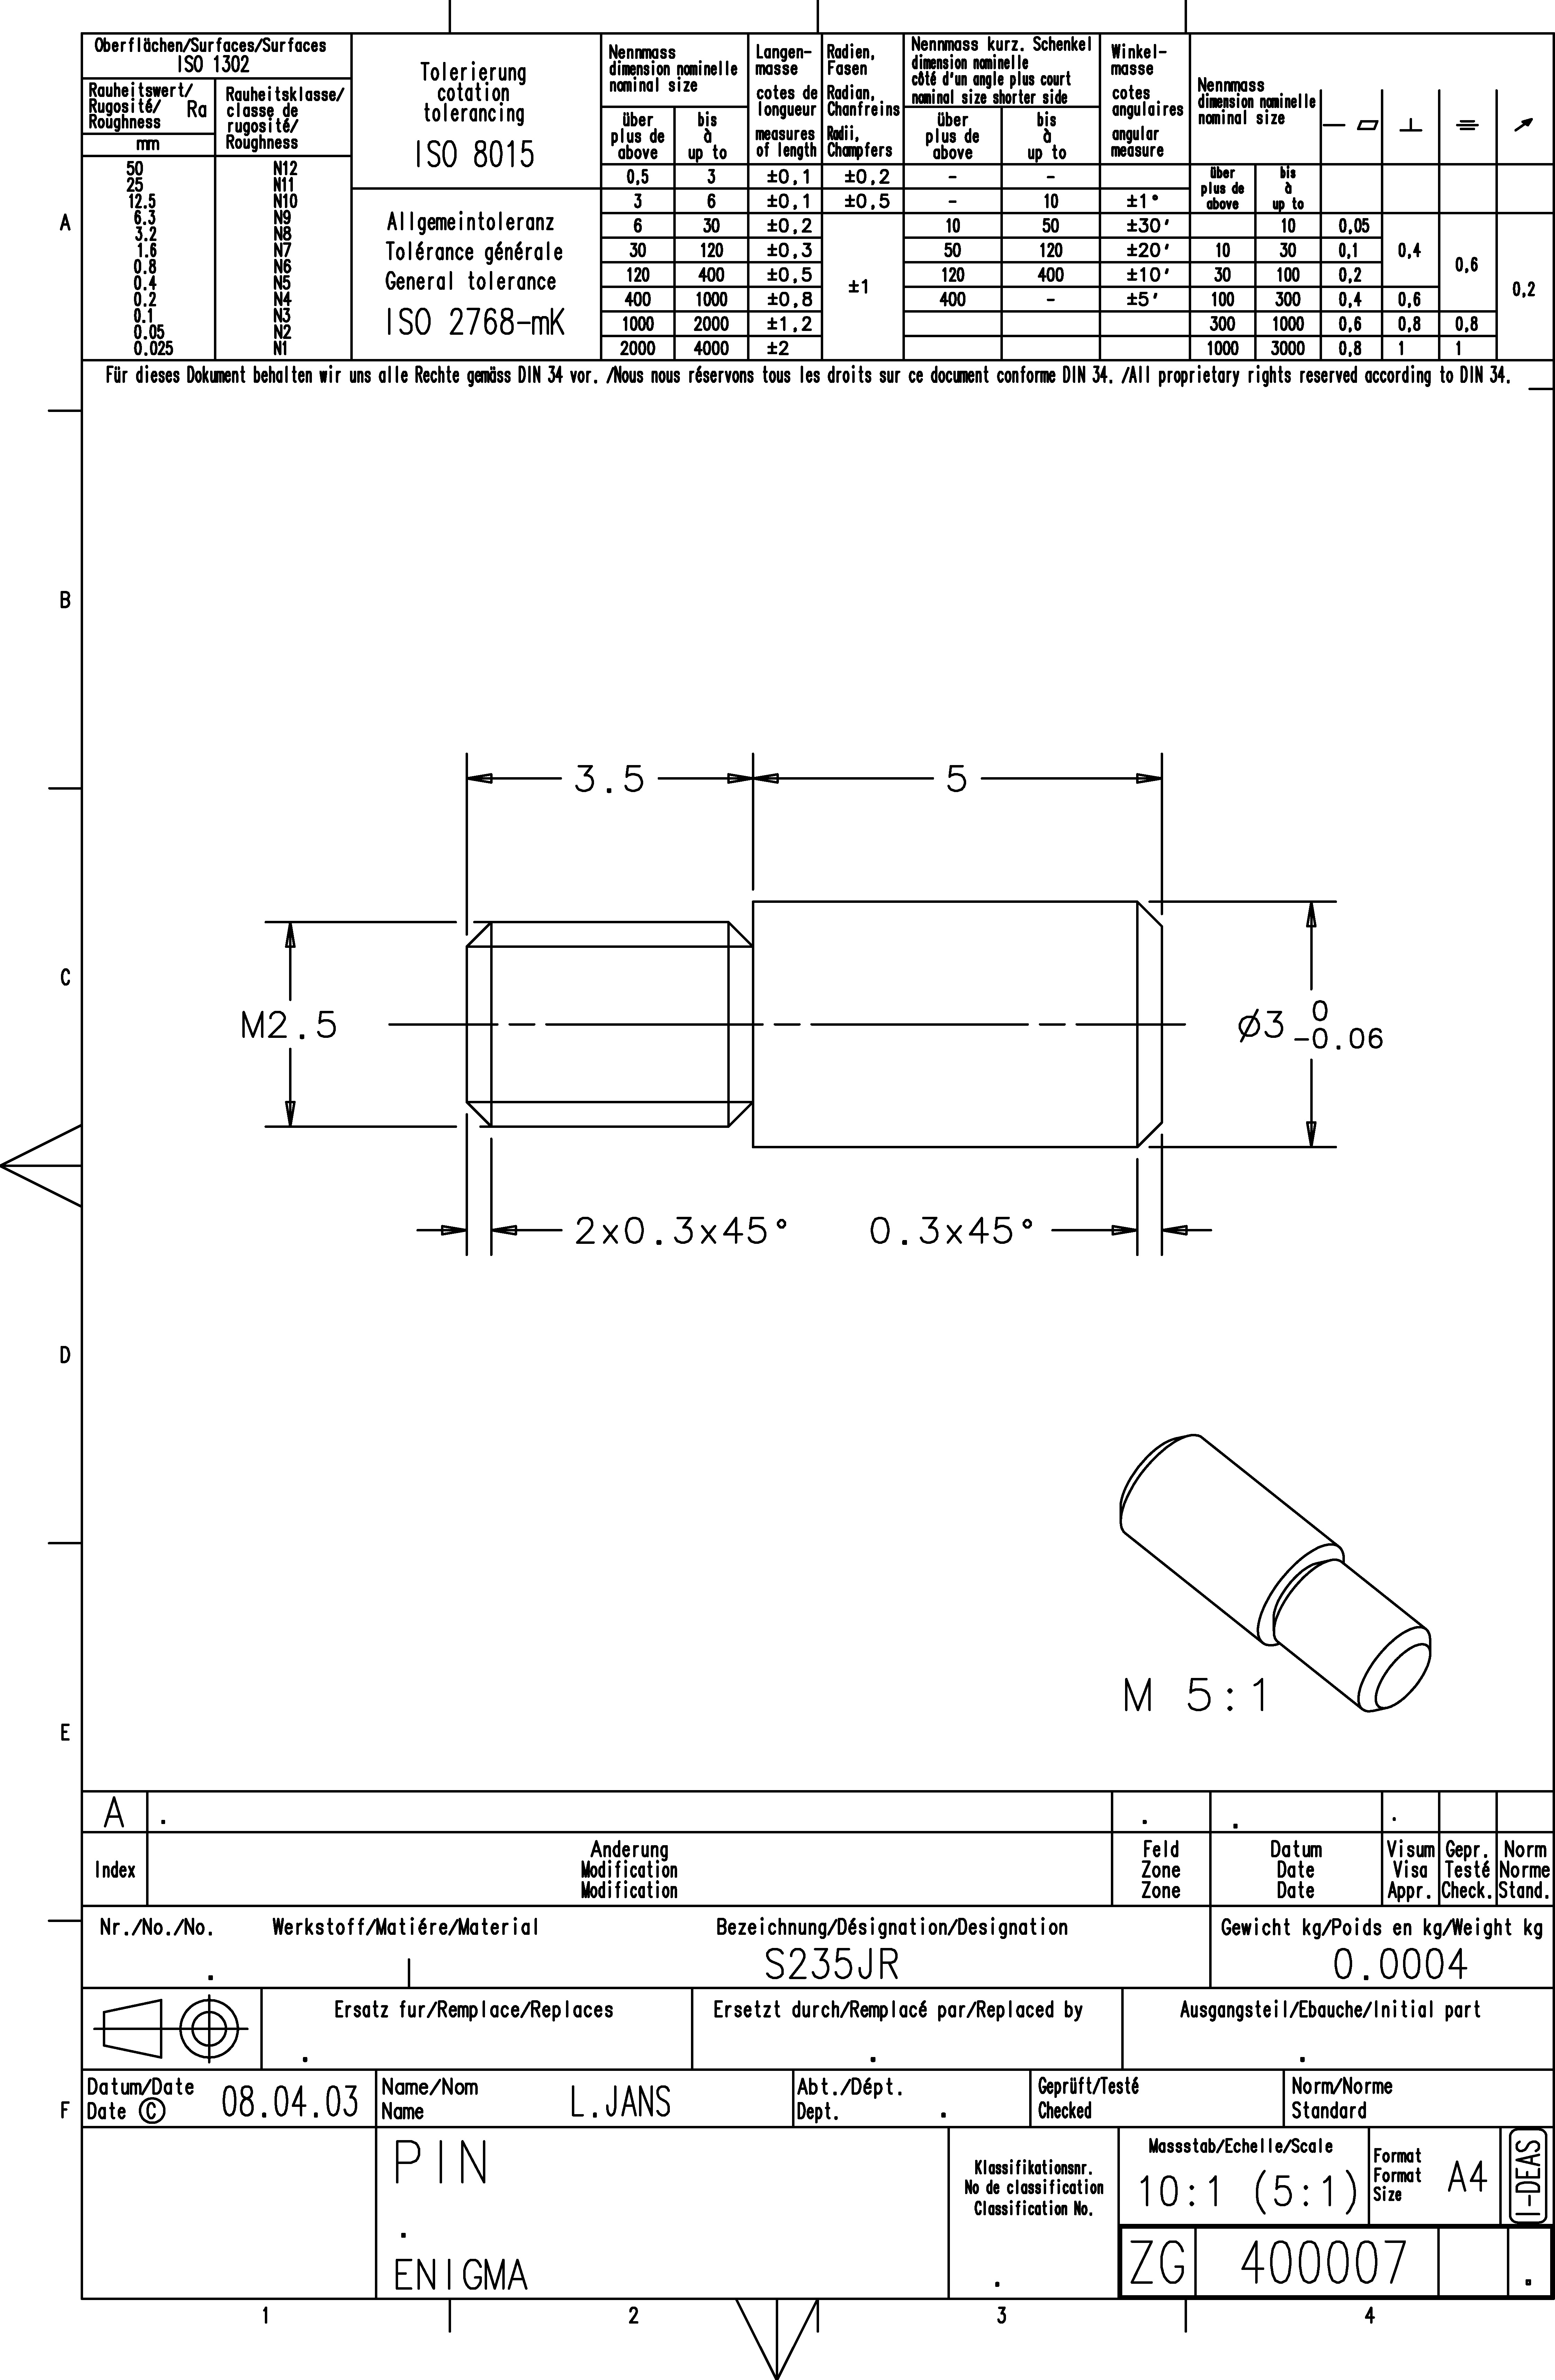 Oberflächen/Surfaces/Surfaces
ISO 1302
Rauheitswert/
Rugosité/
Roughness
Ra
mm
Rauheitsklasse/
classe de
rugosité/
Roughness
50 N12
25 N11
12.5 N10
6.3 N9
3.2 N8
1.6 N7
0.8 N6
0.4 N5
0.2 N4
0.1 N3
0.05 N2
0.025 N1
Tolerierung
cotation
tolerancing
ISO 8015
Allgemeintoleranz
Tolérance générale
General tolerance
ISO 2768-mK
Nennmass
dimension nominelle
nominal size
über
plus de
above
bis
à
up to
Langen-
masse
cotes de
longueur
measures
of length
Radien,
Fasen
Radian,
Chanfreins
Radii,
Champfers
0,5 3 ±0,1 ±0,2
3 6 ±0,1 ±0,5
6 30 ±0,2
30 120 ±0,3
120 400 ±0,5
±1
400 1000 ±0,8
1000 2000 ±1,2
2000 4000 ±2
Nennmass kurz. Schenkel
dimension nominelle
côté d'un angle plus court
nominal size shorter side
über
plus de
above
bis
à
up to
Winkel-
masse
cotes
angulaires
angular
measure
- -
- 10 ±1°
10 50 ±30'
50 120 ±20'
120 400 ±10'
400 - ±5'
Nennmass
dimension nominelle
nominal size
über
plus de
above
bis
à
up to
10 0,05
10 30 0,1 0,4
0,6
30 100 0,2
0,2
100 300 0,4 0,6
300 1000 0,6 0,8 0,8
1000 3000 0,8 1 1
Für dieses Dokument behalten wir uns alle Rechte gemäss DIN 34 vor. /Nous nous réservons tous les droits sur ce document conforme DIN 34. /All proprietary rights reserved according to DIN 34.
A
B
C
D
E
F
3.5 5
M2.5
ø3 0
-0.06
2x0.3x45° 0.3x45°
M 5:1
A . . . .
Index
Anderung
Modification
Modification
Feld
Zone
Zone
Datum
Date
Date
Visum
Visa
Appr.
Gepr.
Testé
Check.
Norm
Norme
Stand.
Nr./No./No. Werkstoff/Matiére/Material Bezeichnung/Désignation/Designation Gewicht kg/Poids en kg/Weight kg
. S235JR 0.0004
Ersatz fur/Remplace/Replaces Ersetzt durch/Remplacé par/Replaced by Ausgangsteil/Ebauche/Initial part
. . .
Datum/Date
Date ©
08.04.03
Name/Nom
Name
L.JANS
Abt./Dépt.
Dept. .
Geprüft/Testé
Checked
Norm/Norme
Standard
PIN
.
ENIGMA
Klassifikationsnr.
No de classification
Classification No.
.
Massstab/Echelle/Scale
10:1 (5:1)
Format
Format
Size
A4
I-DEAS
ZG 400007 .
1 2 3 4